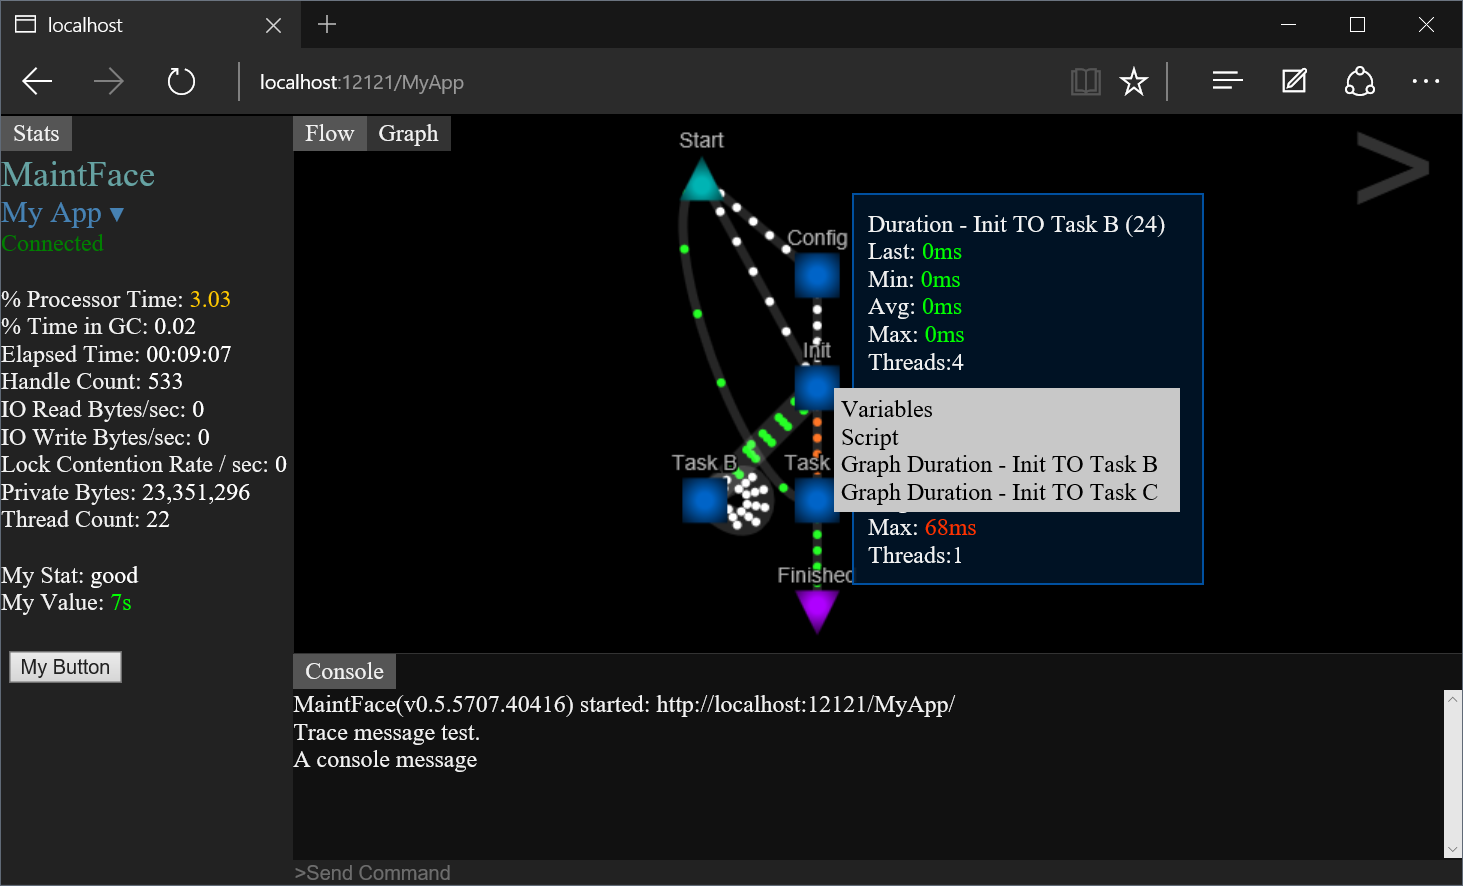 localhost
localhost:12121/MyApp
Stats
MaintFace
My App ▾
Connected
% Processor Time: 3.03
% Time in GC: 0.02
Elapsed Time: 00:09:07
Handle Count: 533
IO Read Bytes/sec: 0
IO Write Bytes/sec: 0
Lock Contention Rate / sec: 0
Private Bytes: 23,351,296
Thread Count: 22
My Stat: good
My Value: 7s
My Button
Flow Graph
Start
Config
Init
Task B
Task
Finished
>
Duration - Init TO Task B (24)
Last: 0ms
Min: 0ms
Avg: 0ms
Max: 0ms
Threads:4
Variables
Script
Graph Duration - Init TO Task B
Graph Duration - Init TO Task C
Max: 68ms
Threads:1
Console
MaintFace(v0.5.5707.40416) started: http://localhost:12121/MyApp/
Trace message test.
A console message
>Send Command